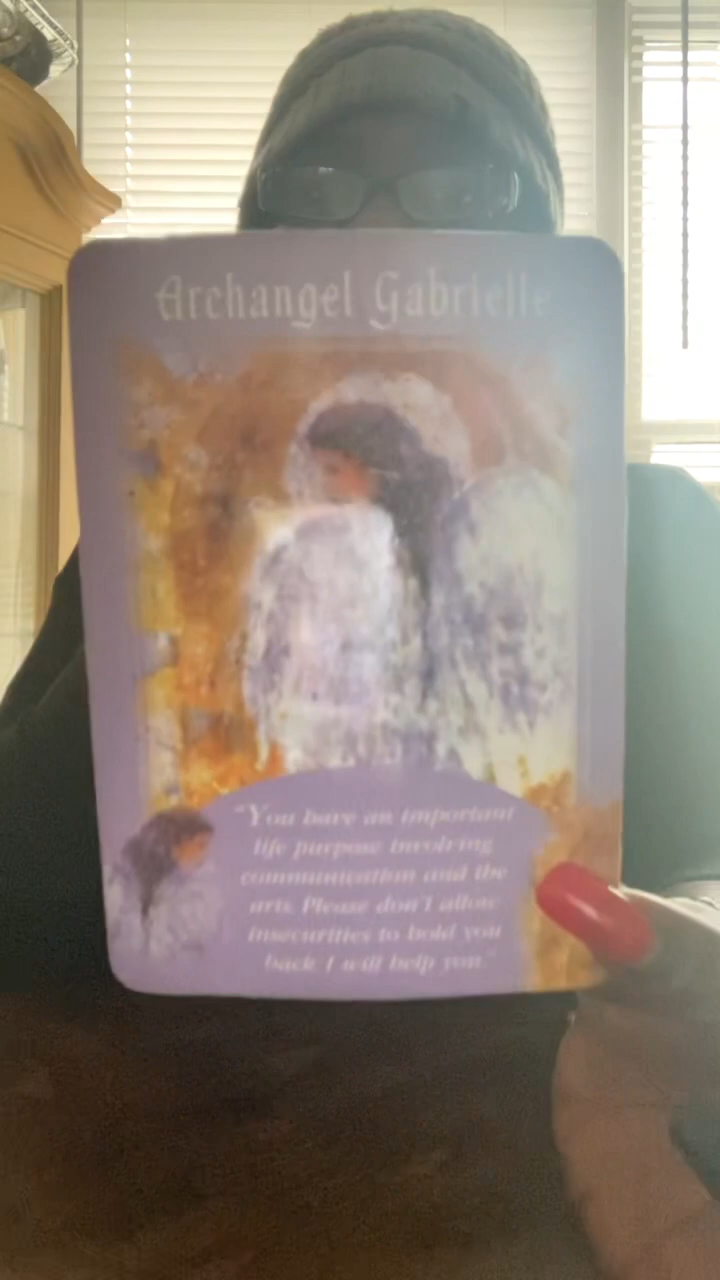 Archangel Gabrielle
"You have an important
life purpose involving
communication and the
arts. Please don't allow
insecurities to hold you
back. I will help you."